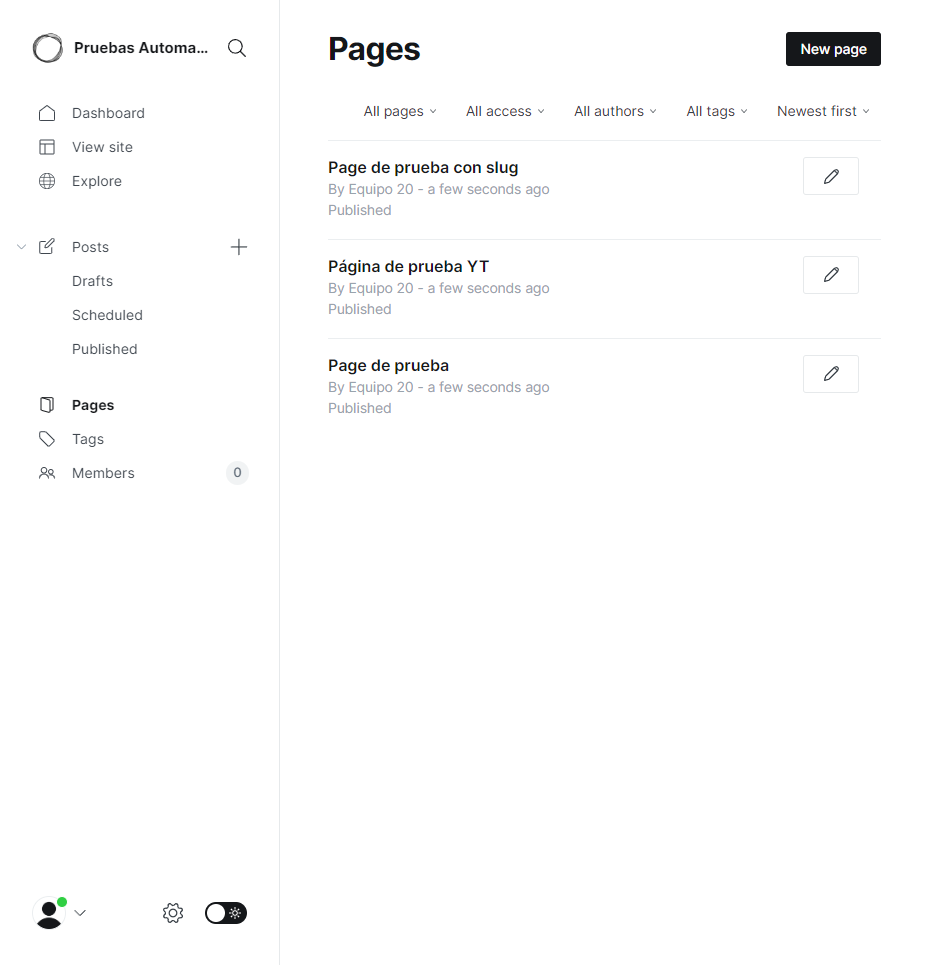 Pruebas Automa...
Dashboard
View site
Explore
Posts
Drafts
Scheduled
Published
Pages
Tags
Members 0
Pages
New page
All pages All access All authors All tags Newest first
Page de prueba con slug
By Equipo 20 - a few seconds ago
Published
Página de prueba YT
By Equipo 20 - a few seconds ago
Published
Page de prueba
By Equipo 20 - a few seconds ago
Published